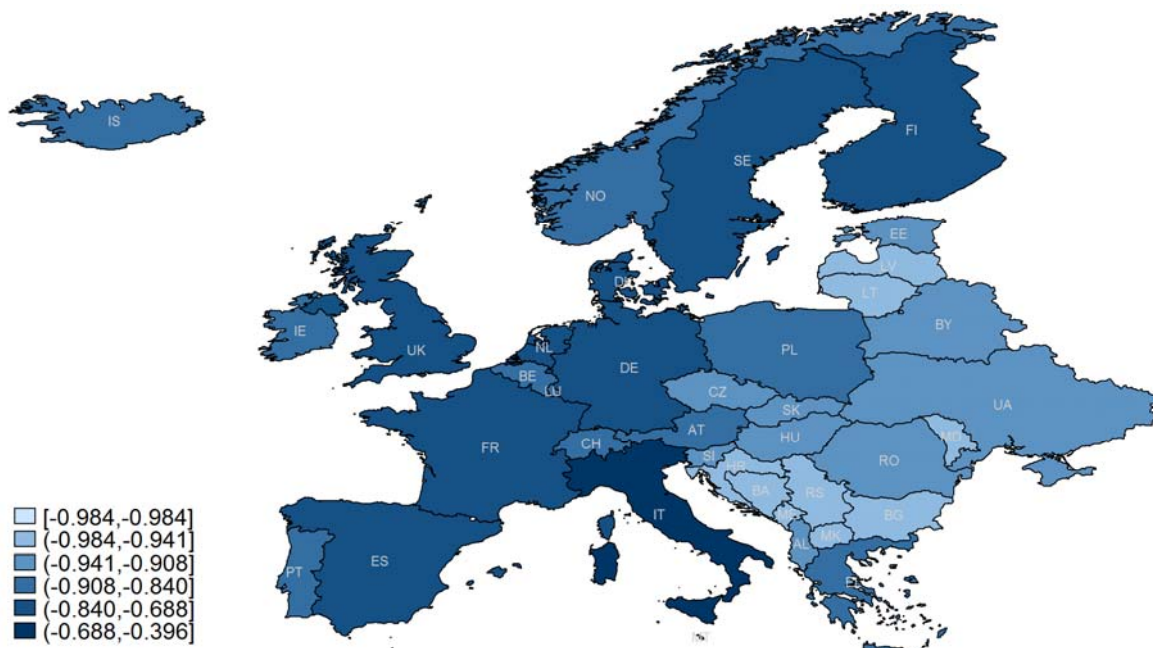 IS
FI
SE
NO
EE
LV
LT
IE
BY
UK
NL
PL
DE
BE
LU
CZ
UA
SK
AT
HU
CH
FR
MD
SI
RO
HR
BA
RS
IT
BG
MK
AL
ES
PT
[-0.984,-0.984]
(-0.984,-0.941]
(-0.941,-0.908]
(-0.908,-0.840]
(-0.840,-0.688]
(-0.688,-0.396]